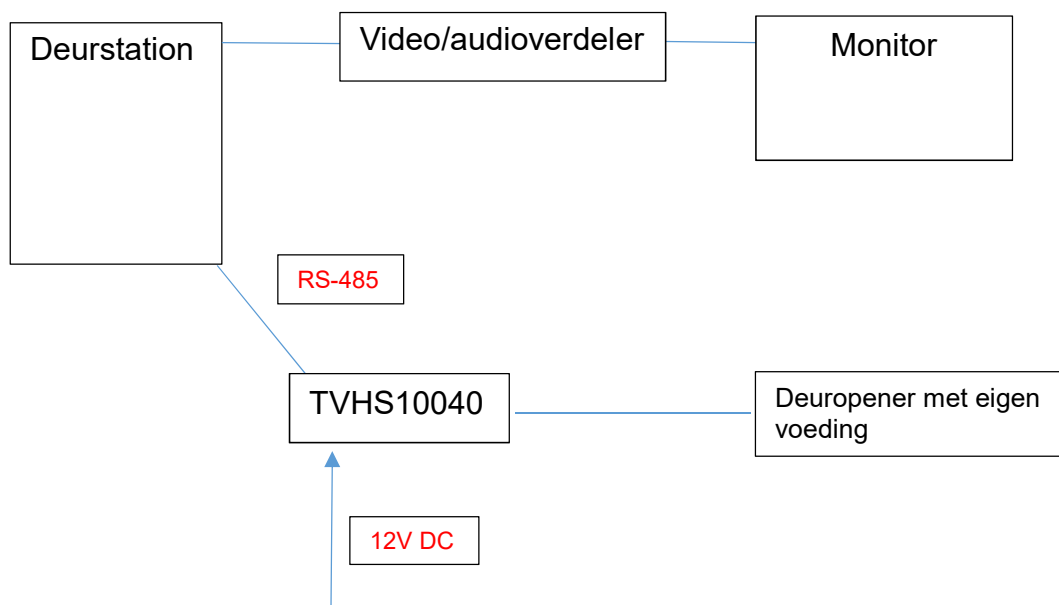 Deurstation
Video/audioverdeler
Monitor
RS-485
TVHS10040
Deuropener met eigen
voeding
12V DC